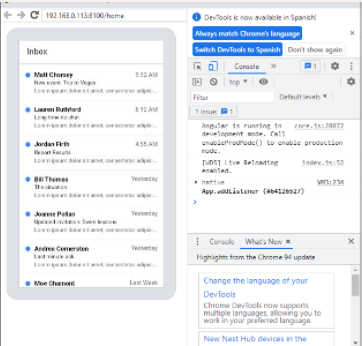 192.168.0.113:8100/home
Inbox
Matt Chorsey 9:32 AM
New event: Trip to Vegas
Lorem ipsum dolor sit amet, consectetur adipisc...
Lauren Ruthford 6:12 AM
Long time no chat
Lorem ipsum dolor sit amet, consectetur adipisc...
Jordan Firth 4:55 AM
Report Results
Lorem ipsum dolor sit amet, consectetur adipisc...
Bill Thomas Yesterday
The situation
Lorem ipsum dolor sit amet, consectetur adipisc...
Joanne Pollan Yesterday
Updated invitation: Swim lessons
Lorem ipsum dolor sit amet, consectetur adipisc...
Andrea Cornerston Yesterday
Last minute ask
Lorem ipsum dolor sit amet, consectetur adipisc...
Moe Chamont Last Week
DevTools is now available in Spanish!
Always match Chrome's language
Switch DevTools to Spanish Don't show again
Console » 1
top
Filter Default levels
1 Issue: 1
Angular is running in core.js:28072
development mode. Call
enableProdMode() to enable production
mode.
[WDS] Live Reloading index.js:52
enabled.
native VM3:234
App.addListener (#64126527)
Console What's New ×
Highlights from the Chrome 94 update
Change the language of your
DevTools
Chrome DevTools now supports
multiple languages, allowing you to
work in your preferred language.
New Nest Hub devices in the